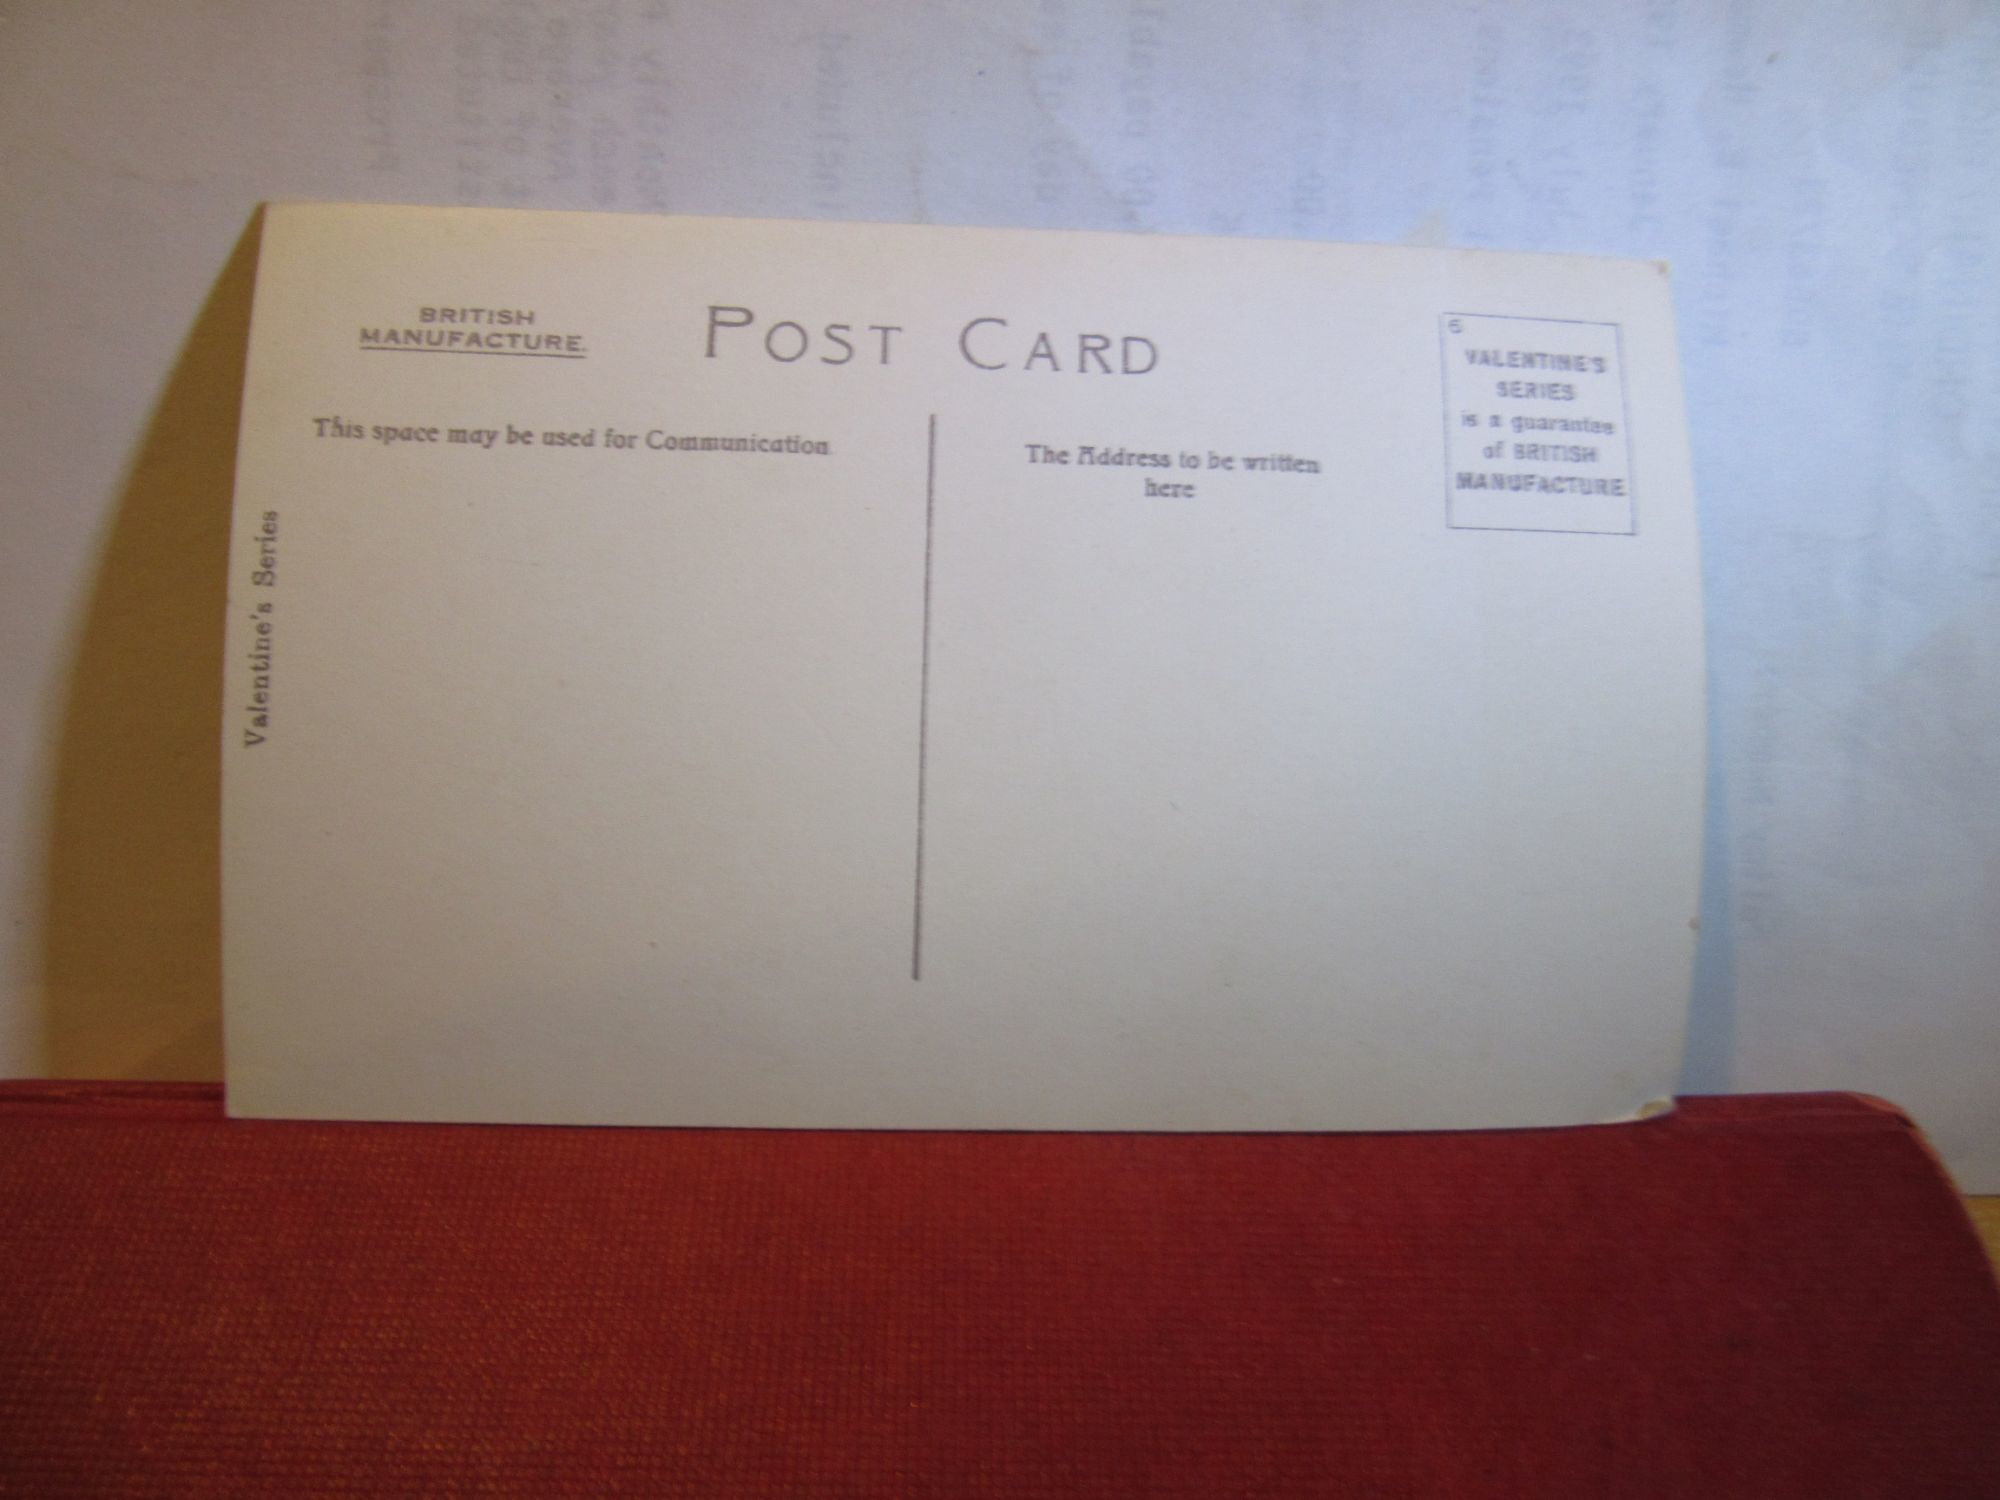 BRITISH
MANUFACTURE.
POST CARD
6
VALENTINE'S
SERIES
is a guarantee
of BRITISH
MANUFACTURE
This space may be used for Communication.
The Address to be written
here
Valentine's Series